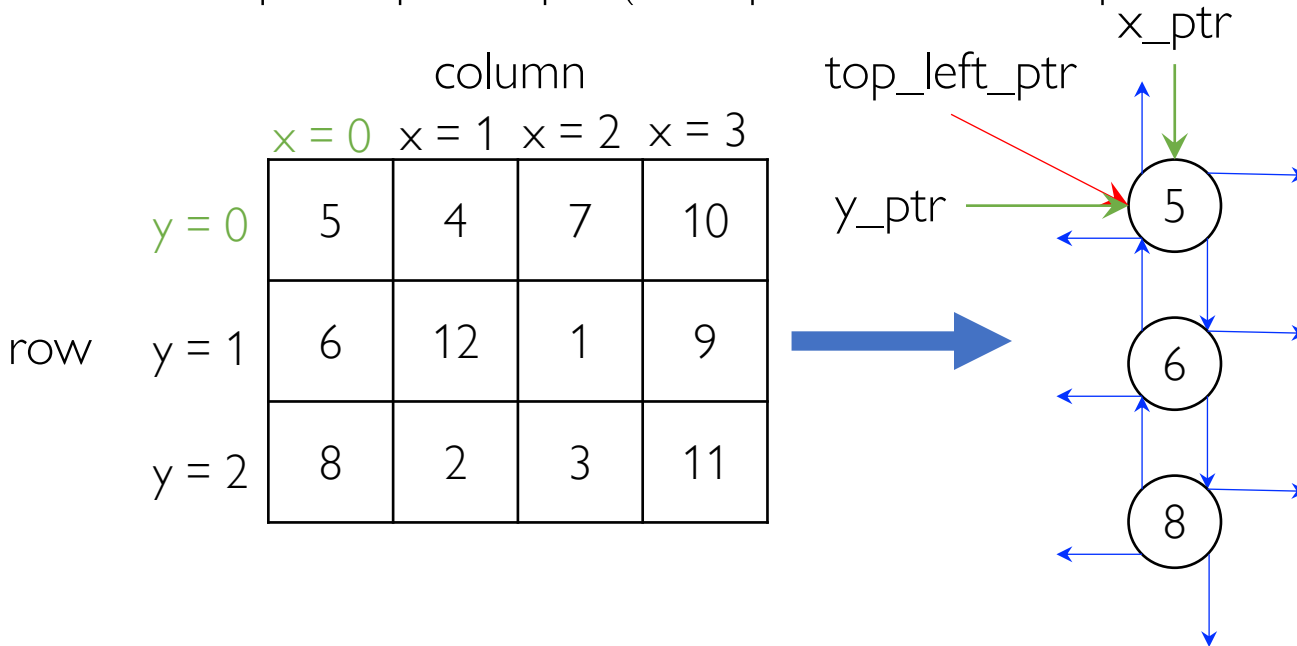 x_ptr
column
top_left_ptr
x = 0 x = 1 x = 2 x = 3
y = 0 5 4 7 10
y_ptr
5
row y = 1 6 12 1 9
6
y = 2 8 2 3 11
8